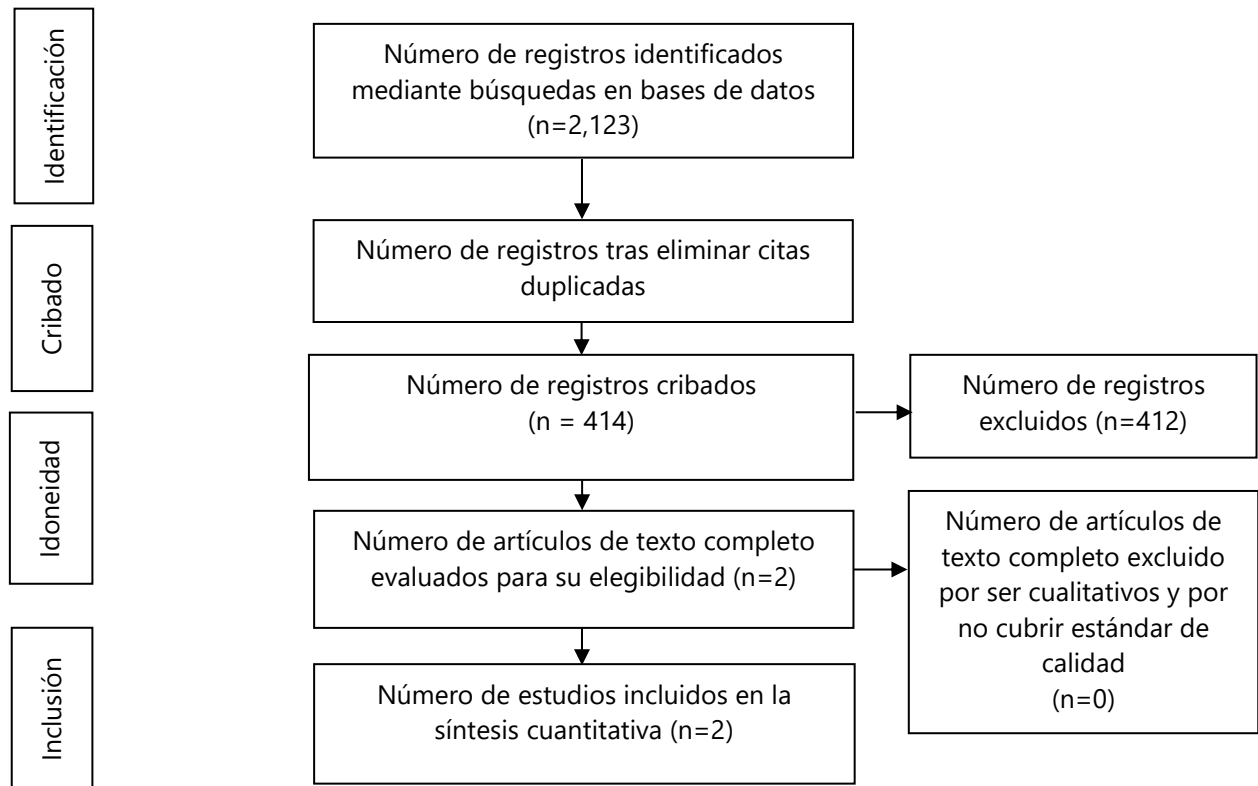 Identificación
Número de registros identificados
mediante búsquedas en bases de datos
(n=2,123)
Cribado
Número de registros tras eliminar citas
duplicadas
Número de registros cribados
(n = 414)
Número de registros
excluidos (n=412)
Idoneidad
Número de artículos de texto completo
evaluados para su elegibilidad (n=2)
Número de artículos de
texto completo excluido
por ser cualitativos y por
no cubrir estándar de
calidad
(n=0)
Inclusión
Número de estudios incluidos en la
síntesis cuantitativa (n=2)